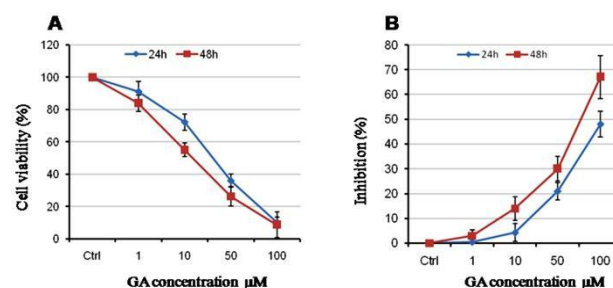 A
24h 48h
120
100
80
60
40
20
0
Cell viability (%)
Ctrl 1 10 50 100
GA concentration µM
B
24h 48h
80
70
60
50
40
30
20
10
0
Inhibition (%)
Ctrl 1 10 50 100
GA concentration µM